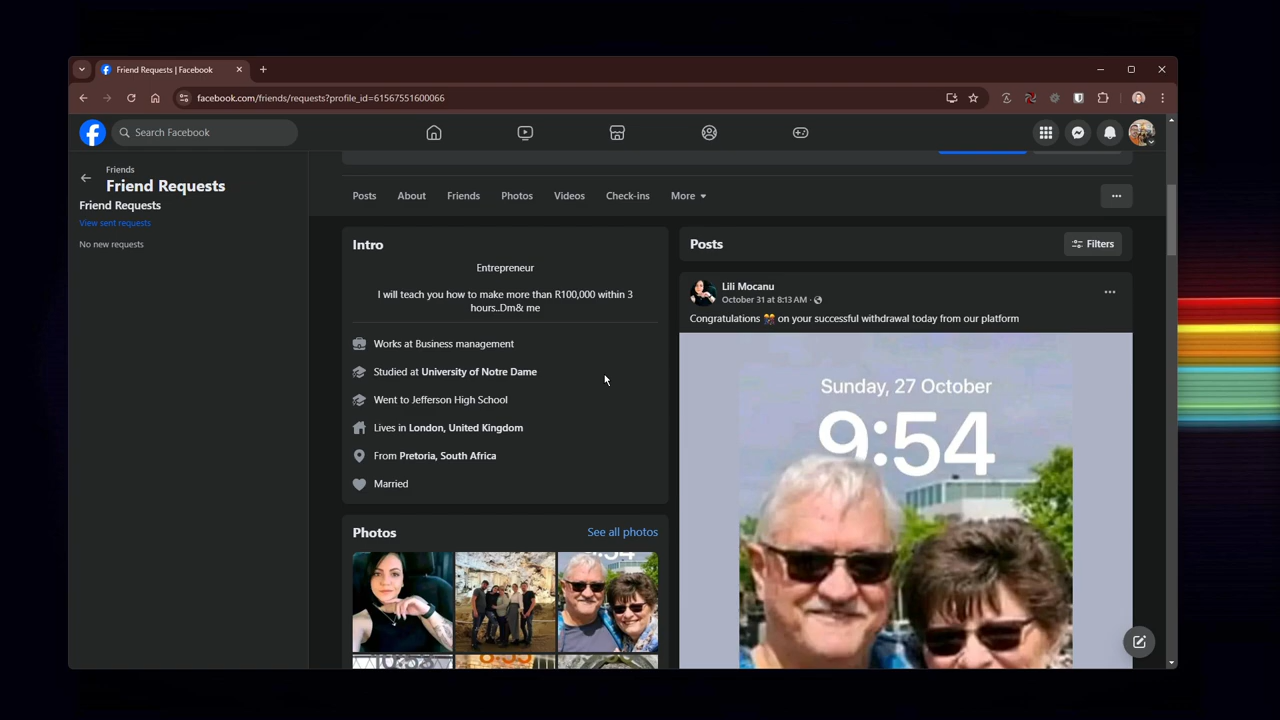 Friend Requests | Facebook
facebook.com/friends/requests?profile_id=61567551600066
Search Facebook
Friends
Friend Requests
Friend Requests
View sent requests
No new requests
Posts About Friends Photos Videos Check-ins More
Intro
Entrepreneur
I will teach you how to make more than R100,000 within 3
hours..Dm& me
Works at Business management
Studied at University of Notre Dame
Went to Jefferson High School
Lives in London, United Kingdom
From Pretoria, South Africa
Married
Photos
See all photos
Posts
Filters
Lili Mocanu
October 31 at 8:13 AM ·
Congratulations 🎊 on your successful withdrawal today from our platform
Sunday, 27 October
9:54